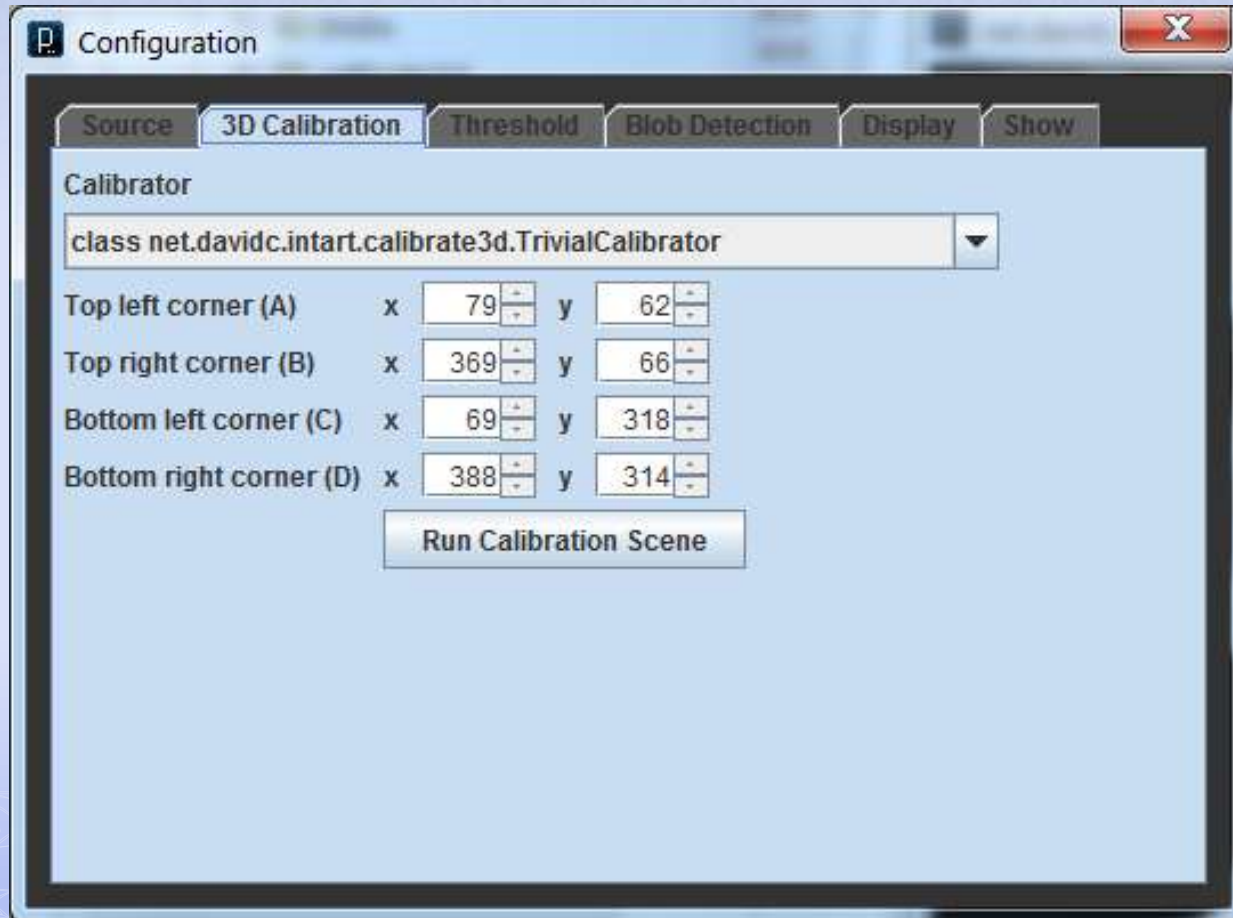 Configuration
Source 3D Calibration Threshold Blob Detection Display Show
Calibrator
class net.davidc.intart.calibrate3d.TrivialCalibrator
Top left corner (A) x 79 y 62
Top right corner (B) x 369 y 66
Bottom left corner (C) x 69 y 318
Bottom right corner (D) x 388 y 314
Run Calibration Scene